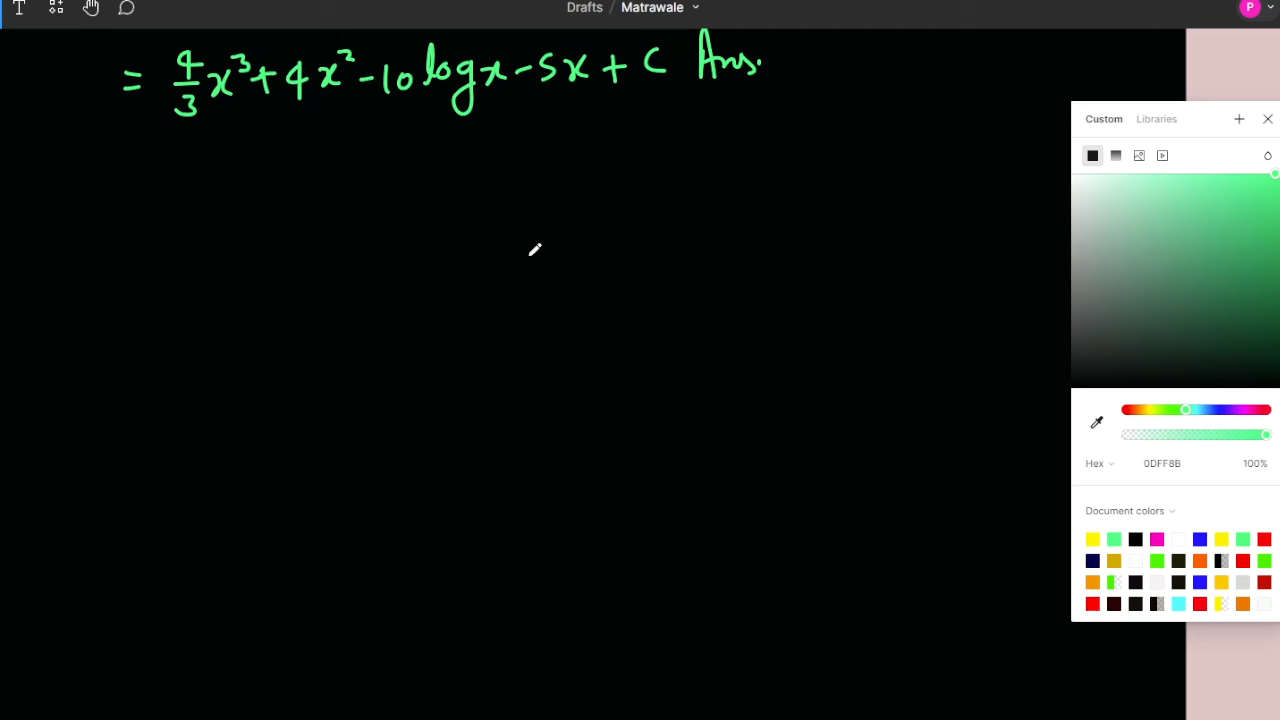 Drafts Matrawale
= 4/3 x³ + 4x² - 10 log x - 5x + C Ans.
Custom Libraries
Hex 0DFF8B 100%
Document colors
P